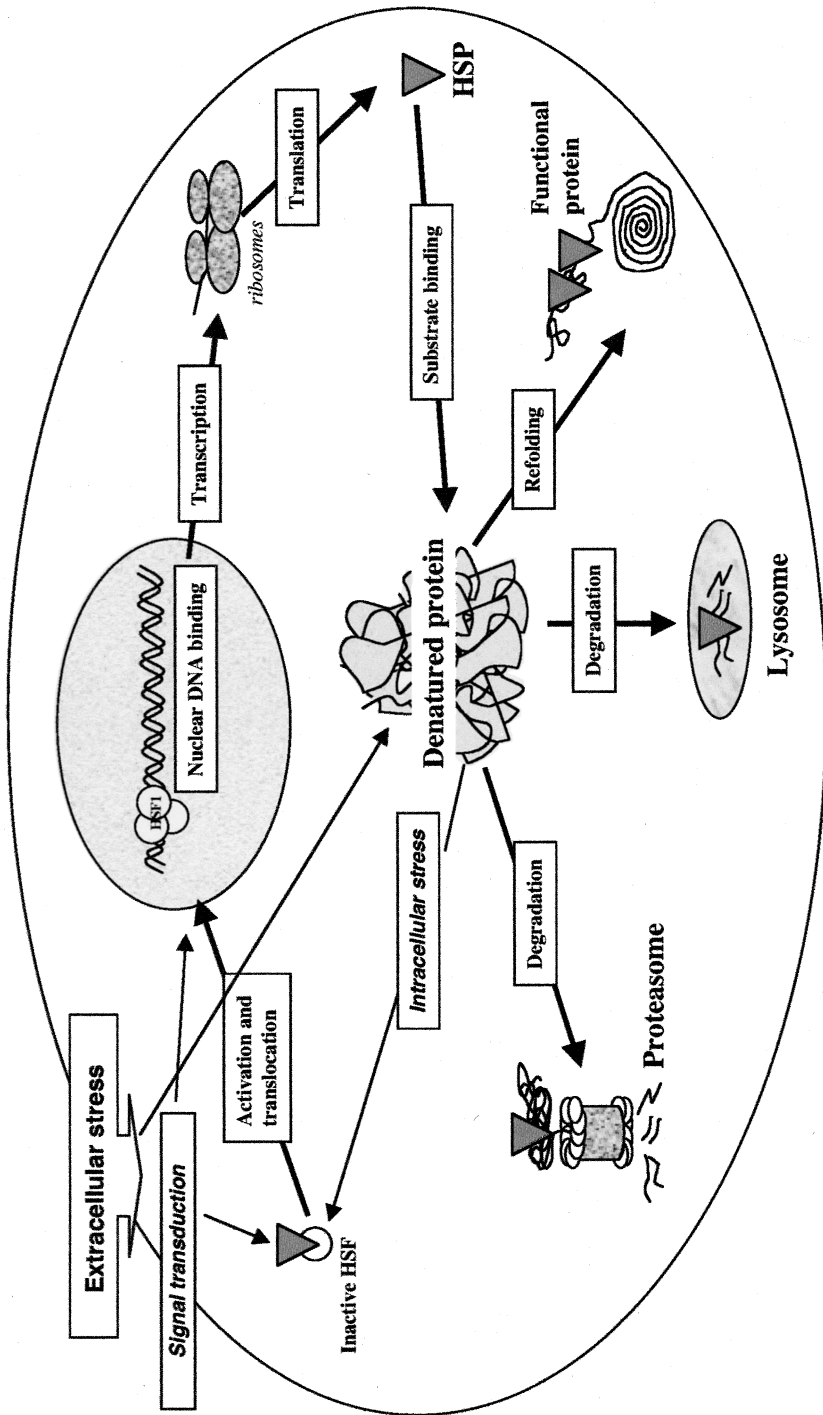 Extracellular stress
Signal transduction
Activation and
translocation
Inactive HSF
HSF1
Nuclear DNA binding
Transcription
ribosomes
Translation
HSP
Substrate binding
Denatured protein
Intracellular stress
Degradation
Proteasome
Degradation
Lysosome
Refolding
Functional
protein